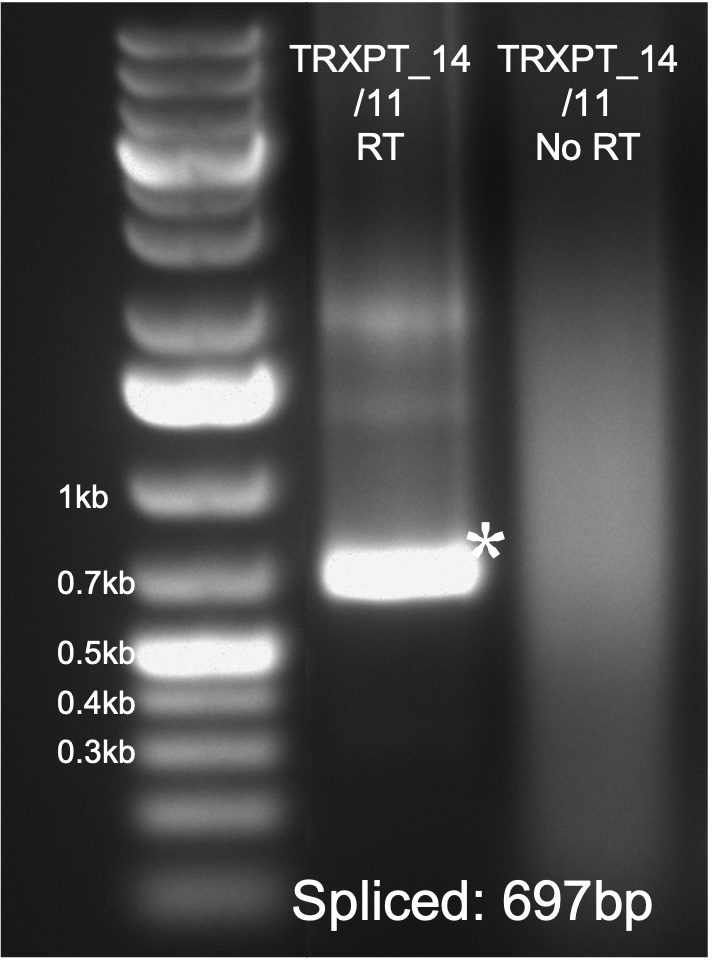 TRXPT_14
/11
RT
TRXPT_14
/11
No RT
1kb
*
0.7kb
0.5kb
0.4kb
0.3kb
Spliced: 697bp